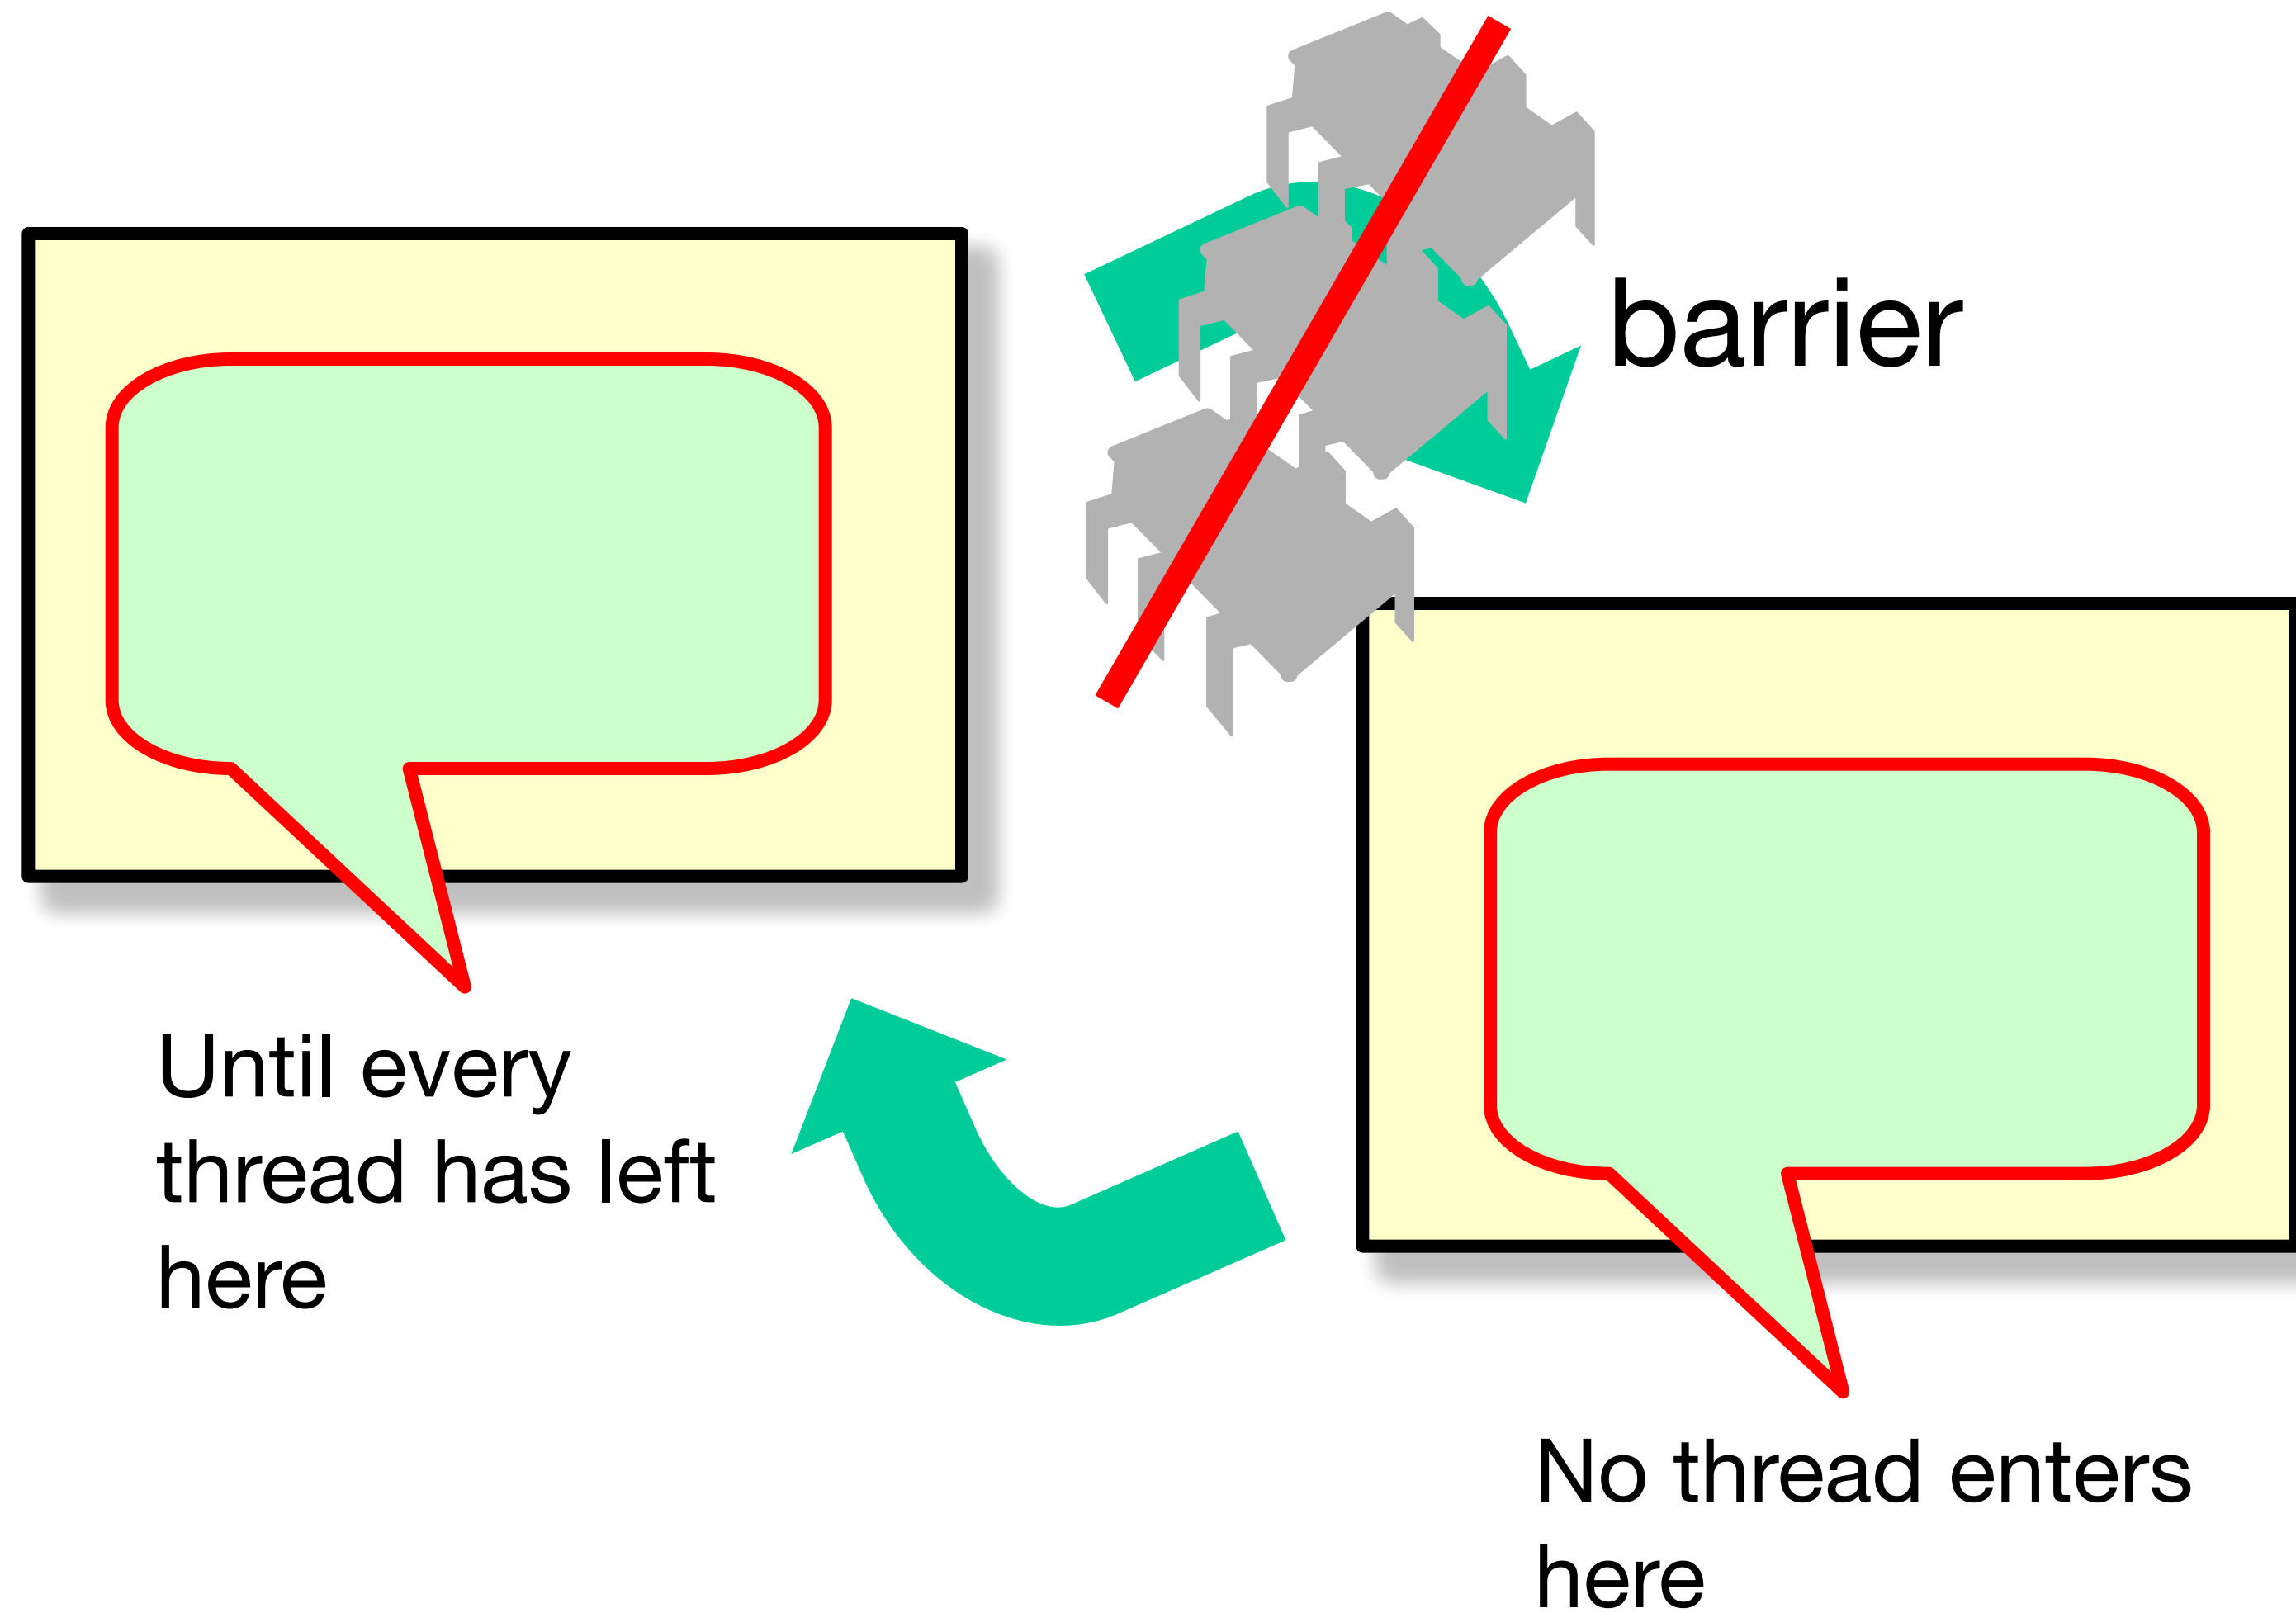 barrier
Until every
thread has left
here
No thread enters
here